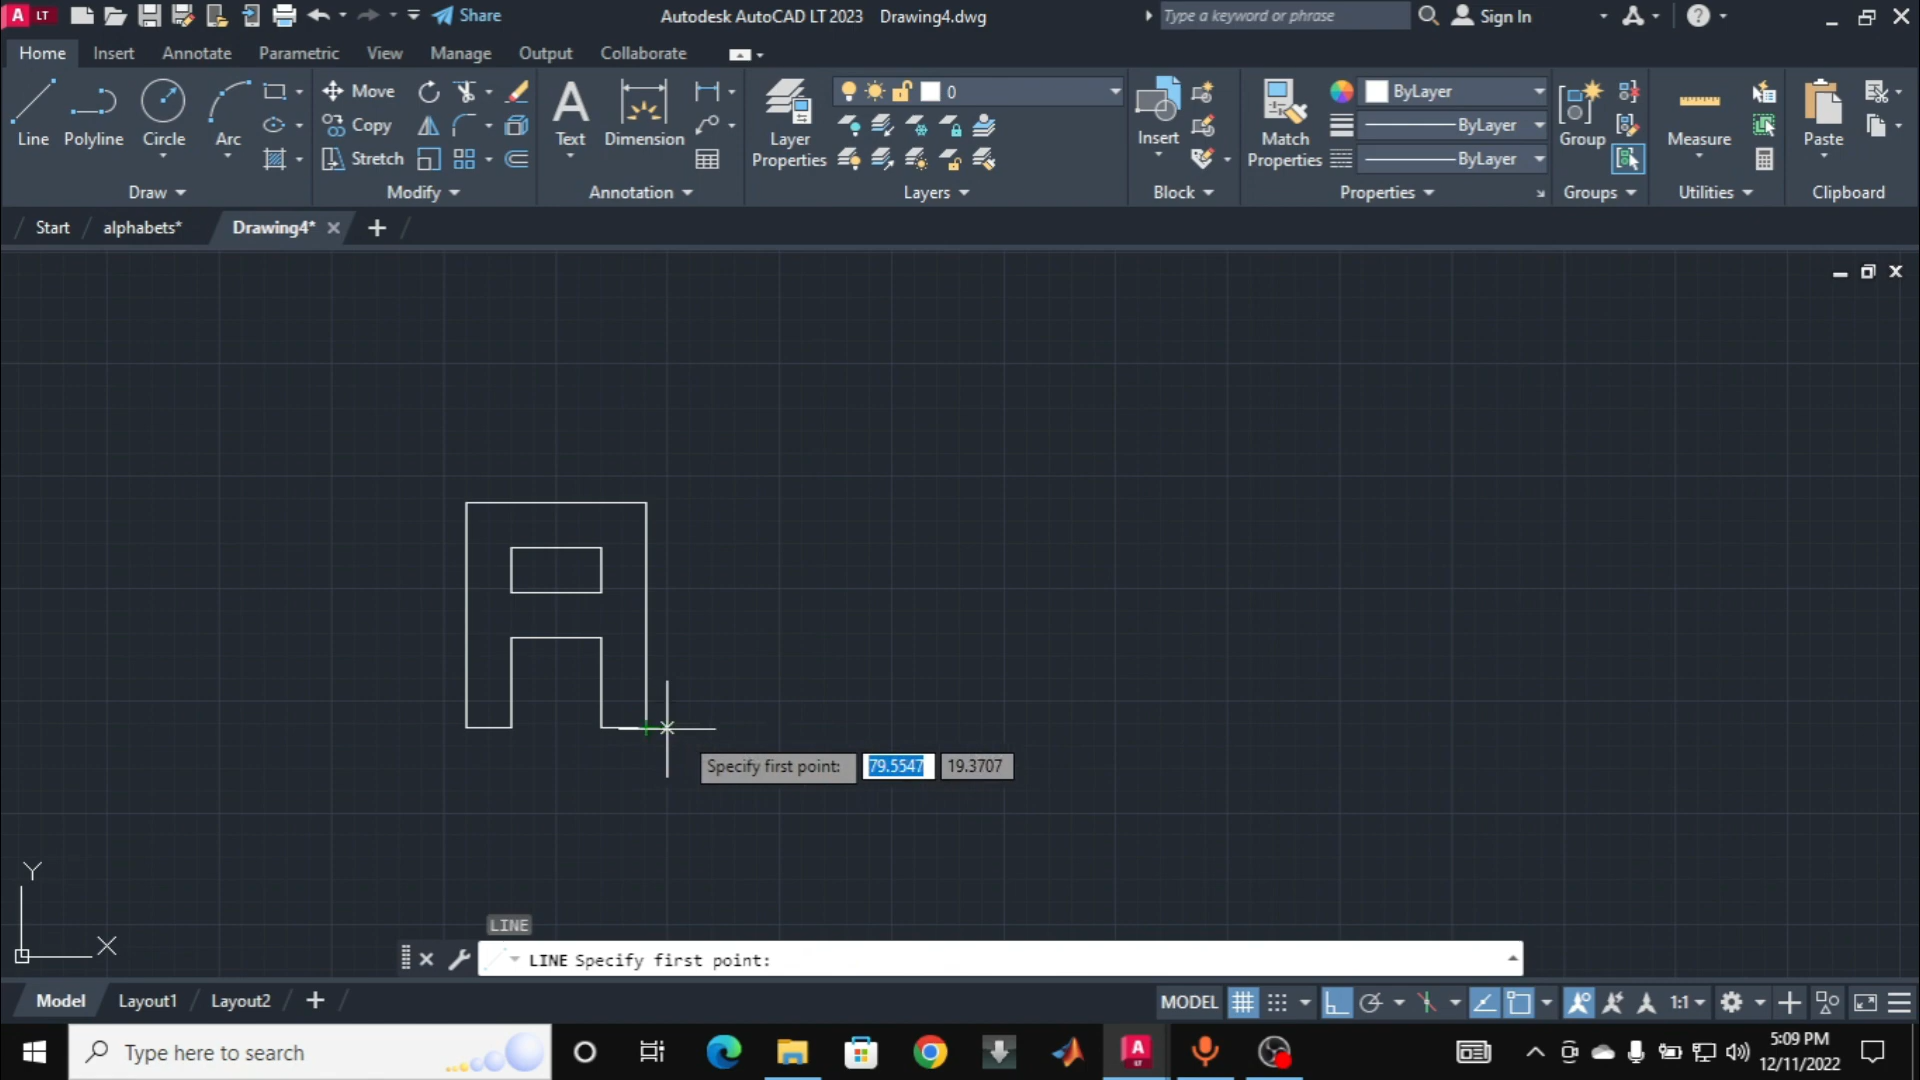 A LT
Share
Autodesk AutoCAD LT 2023 Drawing4.dwg
Type a keyword or phrase
Sign In
?
Home Insert Annotate Parametric View Manage Output Collaborate
Line Polyline Circle Arc
Move
Copy
Stretch
A
Text Dimension
Layer
Properties
0
Insert
Match
Properties
ByLayer
ByLayer
ByLayer
Group
Measure
Paste
Draw Modify Annotation Layers Block Properties Groups Utilities Clipboard
Start alphabets* Drawing4*
Specify first point: 79.5547 19.3707
Y
X
LINE
LINE Specify first point:
Model Layout1 Layout2
MODEL
1:1
Type here to search
A
LT
5:09 PM
12/11/2022